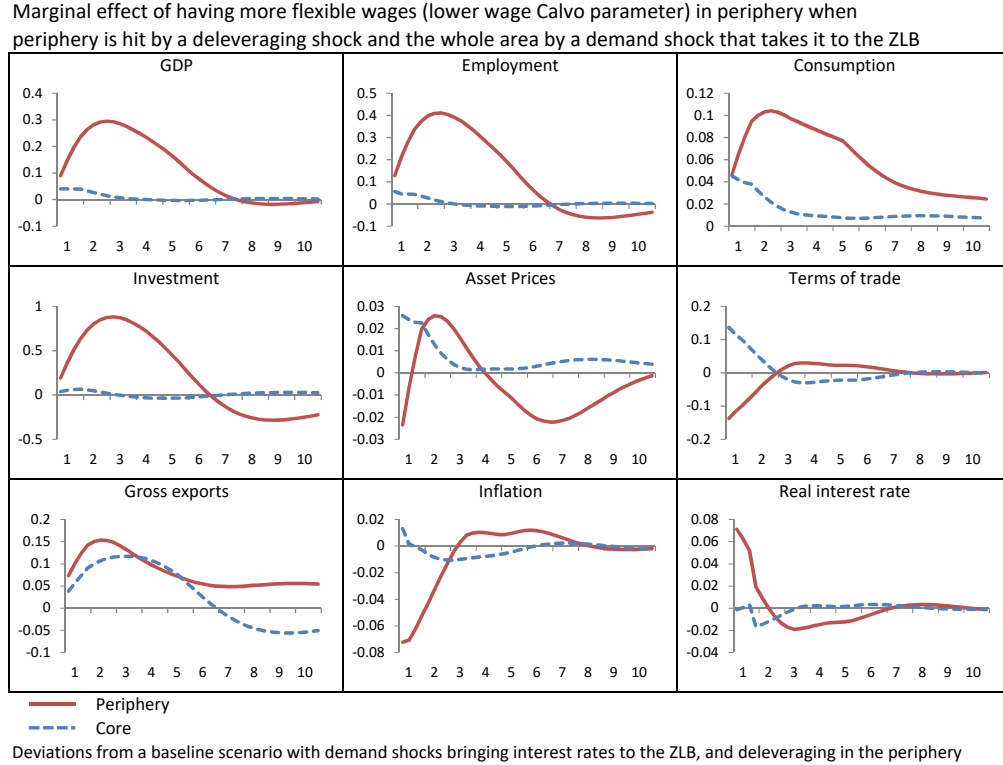 Marginal effect of having more flexible wages (lower wage Calvo parameter) in periphery when
periphery is hit by a deleveraging shock and the whole area by a demand shock that takes it to the ZLB
GDP
0.4
0.3
0.2
0.1
0
-0.1
1 2 3 4 5 6 7 8 9 10
Employment
0.5
0.4
0.3
0.2
0.1
0
-0.1
1 2 3 4 5 6 7 8 9 10
Consumption
0.12
0.1
0.08
0.06
0.04
0.02
0
1 2 3 4 5 6 7 8 9 10
Investment
1
0.5
0
-0.5
1 2 3 4 5 6 7 8 9 10
Asset Prices
0.03
0.02
0.01
0
-0.01
-0.02
-0.03
1 2 3 4 5 6 7 8 9 10
Terms of trade
0.2
0.1
0
-0.1
-0.2
1 2 3 4 5 6 7 8 9 10
Gross exports
0.2
0.15
0.1
0.05
0
-0.05
-0.1
1 2 3 4 5 6 7 8 9 10
Inflation
0.02
0
-0.02
-0.04
-0.06
-0.08
1 2 3 4 5 6 7 8 9 10
Real interest rate
0.08
0.06
0.04
0.02
0
-0.02
-0.04
1 2 3 4 5 6 7 8 9 10
Periphery
Core
Deviations from a baseline scenario with demand shocks bringing interest rates to the ZLB, and deleveraging in the periphery